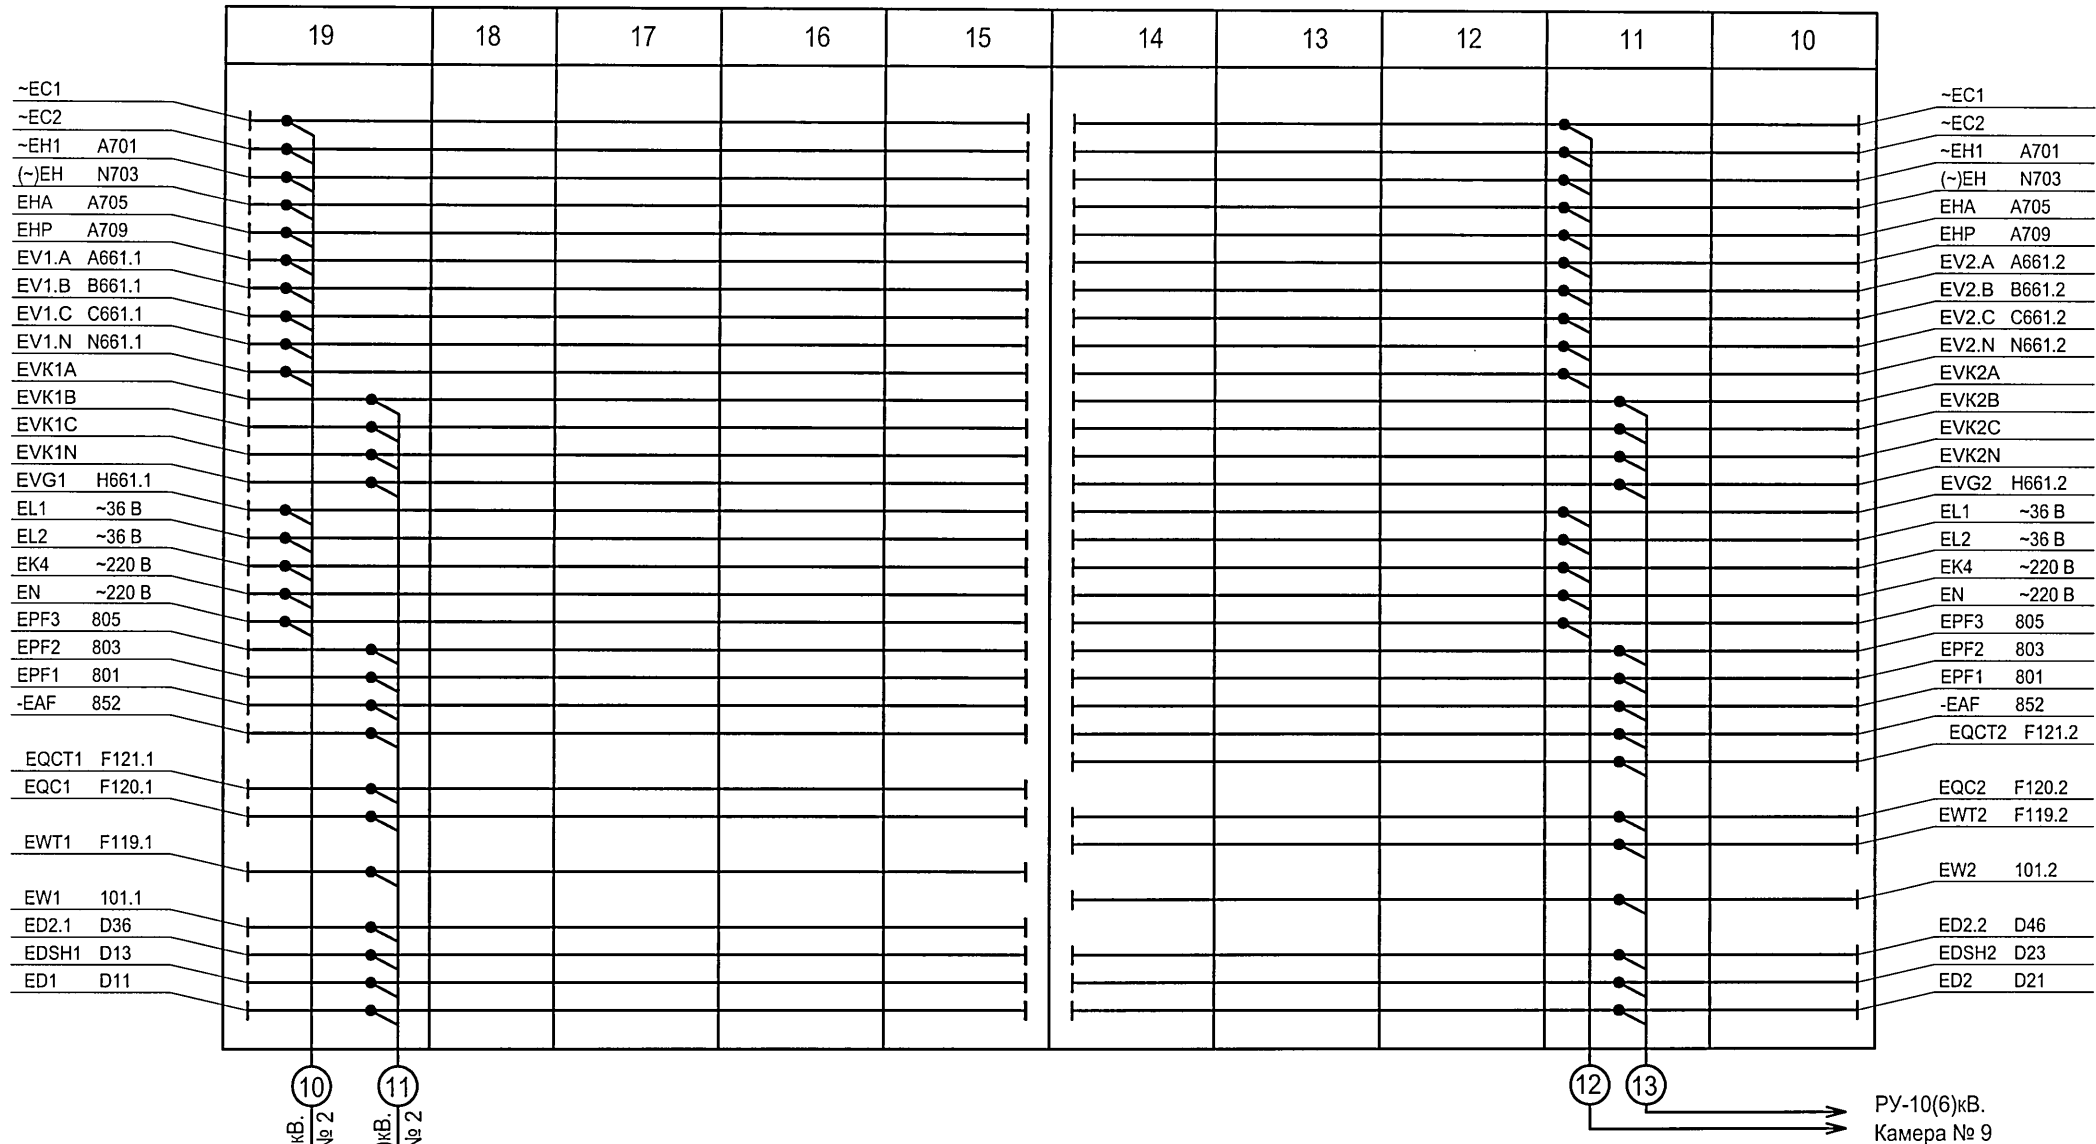 19 18 17 16 15 14 13 12 11 10
~EC1
~EC2
~EH1 A701
(~)EH N703
EHA A705
EHP A709
EV1.A A661.1
EV1.B B661.1
EV1.C C661.1
EV1.N N661.1
EVK1A
EVK1B
EVK1C
EVK1N
EVG1 H661.1
EL1 ~36 В
EL2 ~36 В
EK4 ~220 В
EN ~220 В
EPF3 805
EPF2 803
EPF1 801
-EAF 852
EQCT1 F121.1
EQC1 F120.1
EWT1 F119.1
EW1 101.1
ED2.1 D36
EDSH1 D13
ED1 D11
~EC1
~EC2
~EH1 A701
(~)EH N703
EHA A705
EHP A709
EV2.A A661.2
EV2.B B661.2
EV2.C C661.2
EV2.N N661.2
EVK2A
EVK2B
EVK2C
EVK2N
EVG2 H661.2
EL1 ~36 В
EL2 ~36 В
EK4 ~220 В
EN ~220 В
EPF3 805
EPF2 803
EPF1 801
-EAF 852
EQCT2 F121.2
EQC2 F120.2
EWT2 F119.2
EW2 101.2
ED2.2 D46
EDSH2 D23
ED2 D21
10 11 12 13
кВ.
№ 2
кВ.
№ 2
РУ-10(6)кВ.
Камера № 9